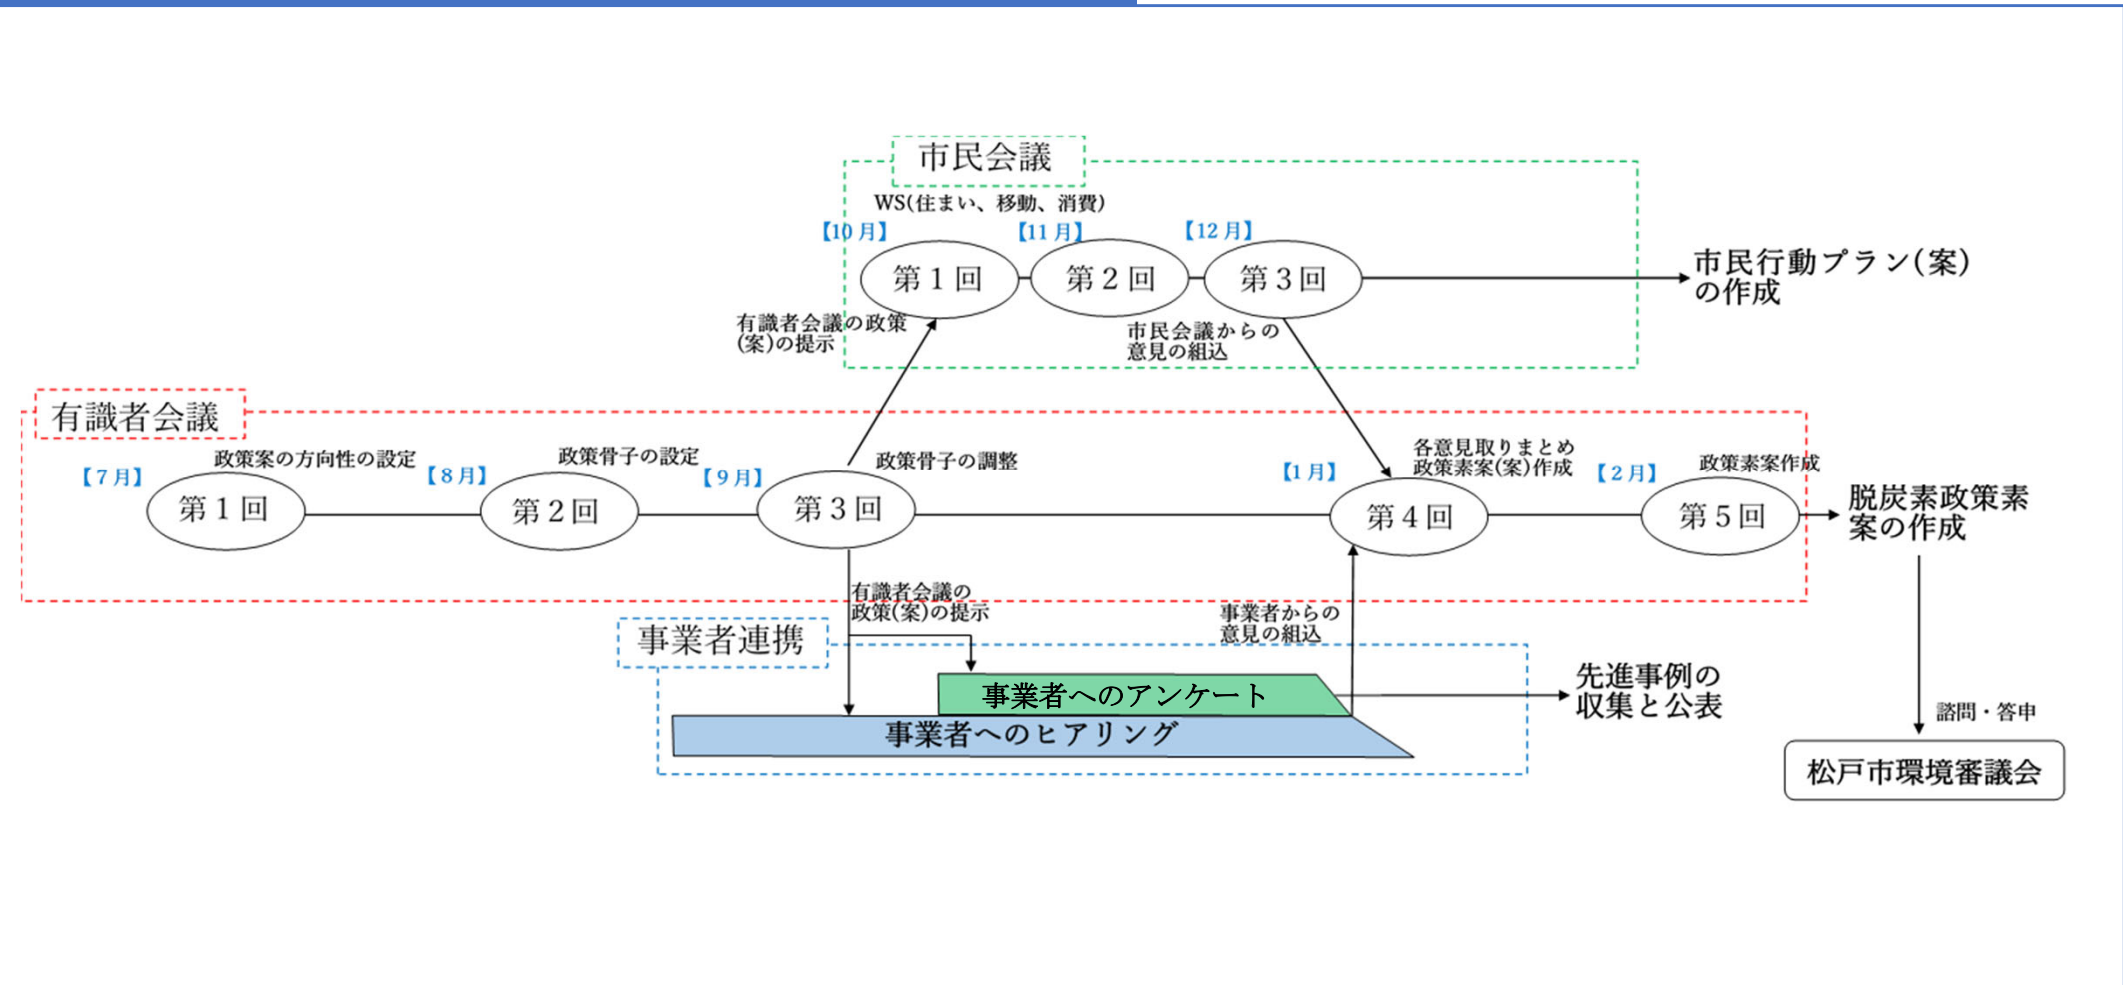 市民会議
WS(住まい、移動、消費)
【10月】
【11月】
【12月】
第1回
第2回
第3回
市民行動プラン(案)
の作成
有識者会議の政策
(案)の提示
市民会議からの
意見の組込
有識者会議
【7月】
政策案の方向性の設定
【8月】
政策骨子の設定
【9月】
政策骨子の調整
【1月】
各意見取りまとめ
政策素案(案)作成
【2月】
政策素案作成
第1回
第2回
第3回
第4回
第5回
脱炭素政策素
案の作成
有識者会議の
政策(案)の提示
事業者からの
意見の組込
事業者連携
事業者へのアンケート
事業者へのヒアリング
先進事例の
収集と公表
諮問・答申
松戸市環境審議会